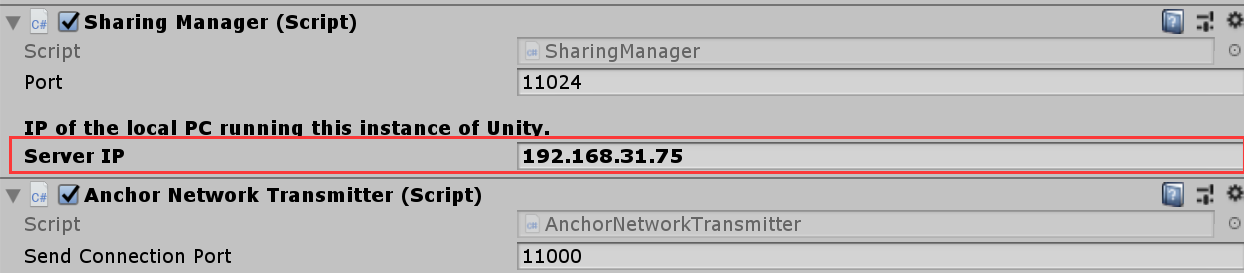 C# Sharing Manager (Script)
Script C# SharingManager
Port 11024
IP of the local PC running this instance of Unity.
Server IP 192.168.31.75
C# Anchor Network Transmitter (Script)
Script C# AnchorNetworkTransmitter
Send Connection Port 11000